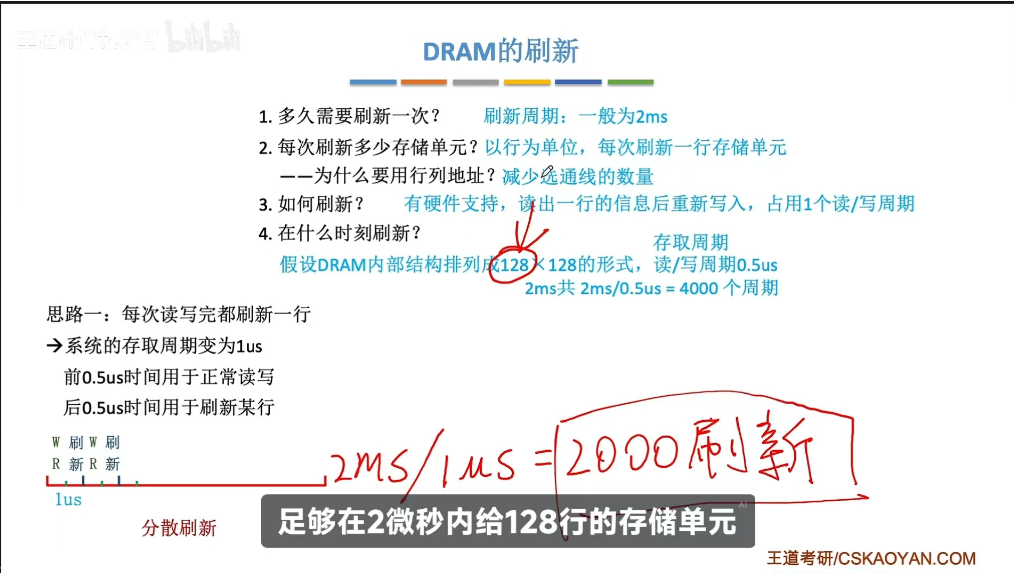 DRAM的刷新
1. 多久需要刷新一次？ 刷新周期：一般为2ms
2. 每次刷新多少存储单元？以行为单位，每次刷新一行存储单元
——为什么要用行列地址？减少选通线的数量
3. 如何刷新？ 有硬件支持，读出一行的信息后重新写入，占用1个读/写周期
4. 在什么时刻刷新？
存取周期
假设DRAM内部结构排列成128×128的形式，读/写周期0.5us
2ms共 2ms/0.5us = 4000 个周期
思路一：每次读写完都刷新一行
→系统的存取周期变为1us
前0.5us时间用于正常读写
后0.5us时间用于刷新某行
W 刷 W 刷
R 新 R 新
1us
分散刷新
2ms/1us = 2000刷新
足够在2微秒内给128行的存储单元
AI
王道考研/CSKAOYAN.COM